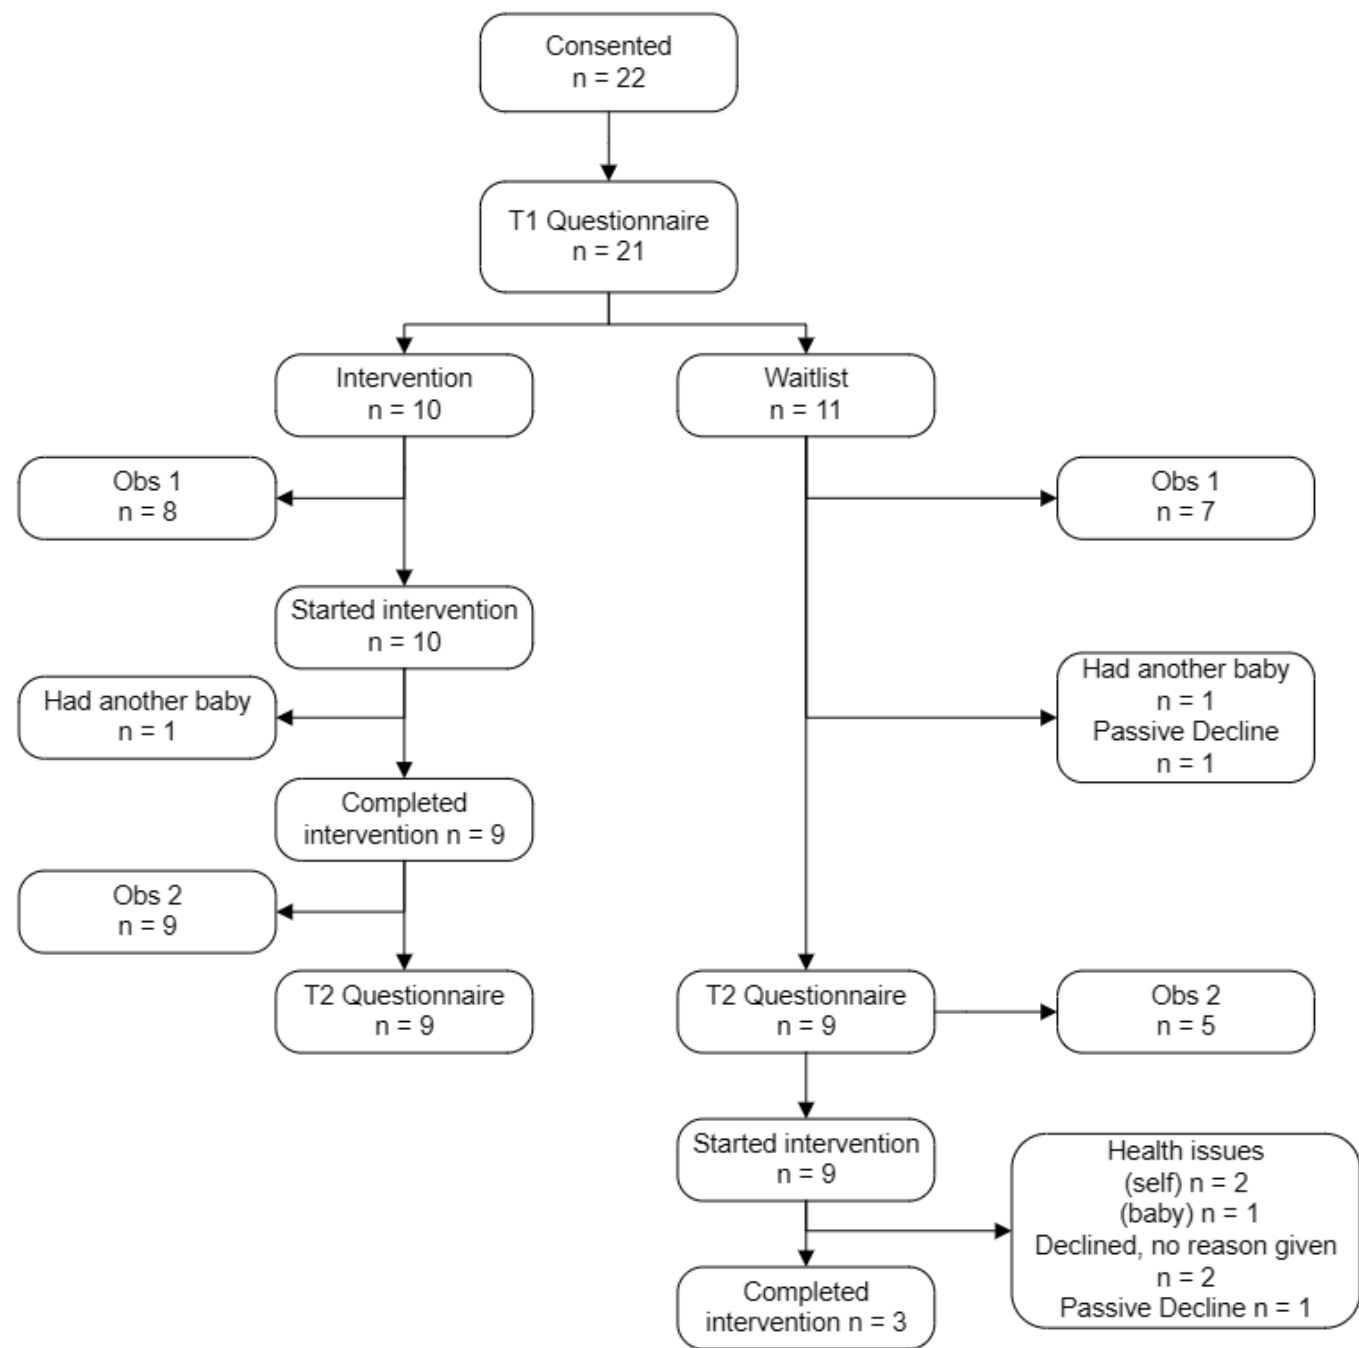 Consented
n = 22
T1 Questionnaire
n = 21
Intervention
n = 10
Waitlist
n = 11
Obs 1
n = 8
Obs 1
n = 7
Started intervention
n = 10
Had another baby
n = 1
Had another baby
n = 1
Passive Decline
n = 1
Completed
intervention n = 9
Obs 2
n = 9
T2 Questionnaire
n = 9
T2 Questionnaire
n = 9
Obs 2
n = 5
Started intervention
n = 9
Health issues
(self) n = 2
(baby) n = 1
Declined, no reason given
n = 2
Passive Decline n = 1
Completed
intervention n = 3